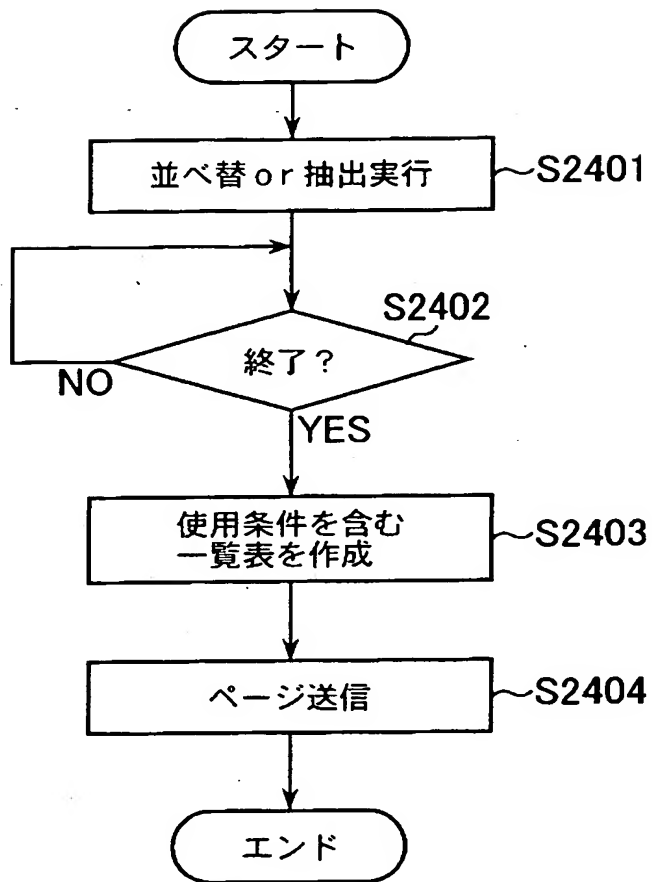 スタート
並べ替or抽出実行
S2401
S2402
終了?
NO
YES
使用条件を含む
一覧表を作成
S2403
ページ送信
S2404
エンド